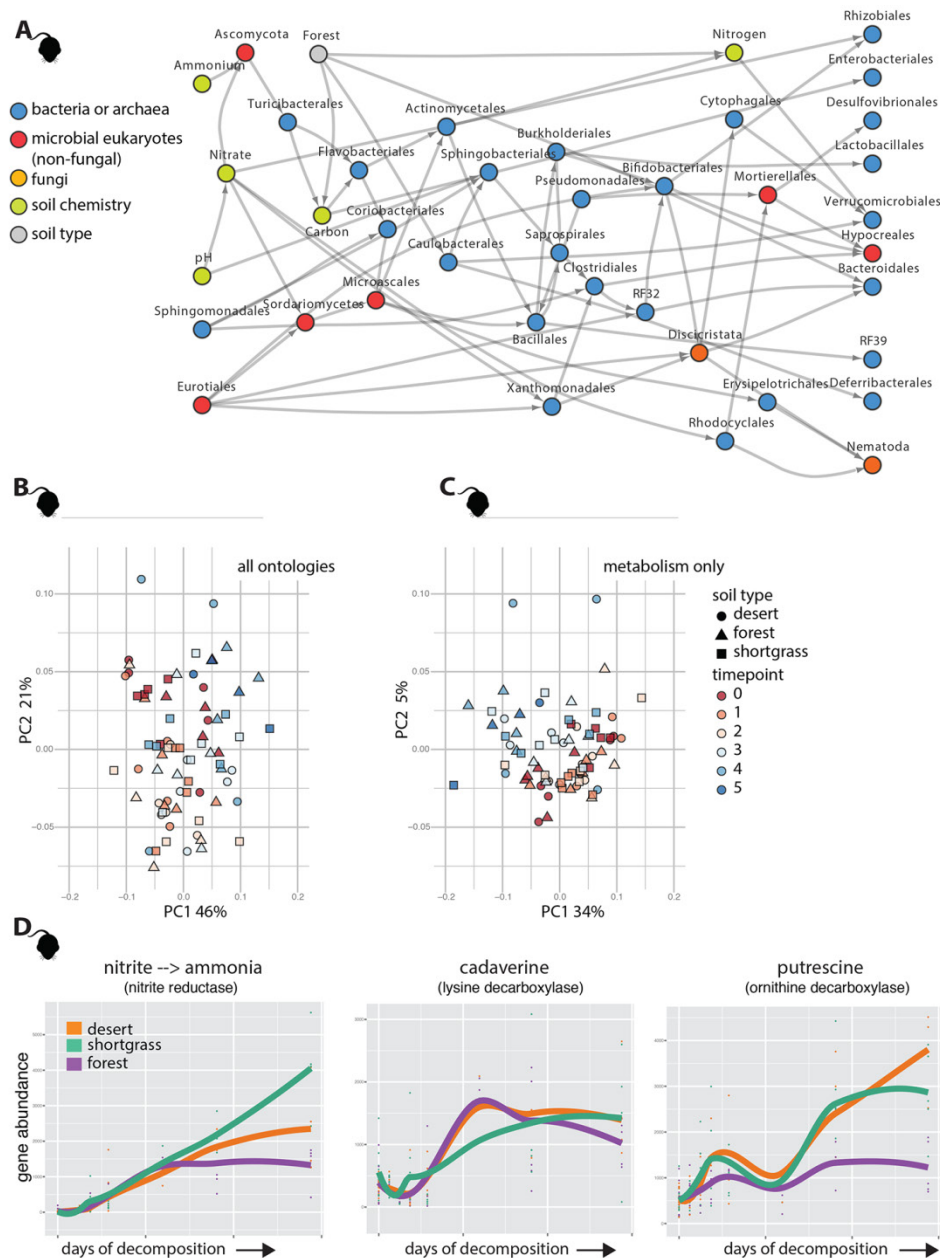 A
Ascomycota
Forest
Nitrogen
Rhizobiales
Ammonium
Enterobacteriales
bacteria or archaea
microbial eukaryotes
(non-fungal)
fungi
soil chemistry
soil type
Turicibacterales
Actinomycetales
Cytophagales
Desulfovibrionales
Burkholderiales
Nitrate
Flavobacteriales
Sphingobacteriales
Bifidobacteriales
Lactobacillales
Pseudomonadales
Mortierellales
Carbon
Coriobacteriales
Verrucomicrobiales
Caulobacterales
Saprospirales
Hypocreales
pH
Microascales
Clostridiales
Bacteroidales
Sphingomonadales
Sordariomycetes
RF32
Bacillales
Discicristata
RF39
Eurotiales
Xanthomonadales
Erysipelotrichales
Deferribacterales
Rhodocyclales
Nematoda
B
all ontologies
0.10
0.05
0.00
-0.05
PC2 21%
-0.2
-0.1
0.0
0.1
0.2
PC1 46%
C
metabolism only
0.10
0.05
0.00
-0.05
PC2 5%
-0.2
-0.1
0.0
0.1
0.2
PC1 34%
soil type
desert
forest
shortgrass
timepoint
0
1
2
3
4
5
D
nitrite --> ammonia
(nitrite reductase)
desert
shortgrass
forest
gene abundance
days of decomposition
cadaverine
(lysine decarboxylase)
days of decomposition
putrescine
(ornithine decarboxylase)
days of decomposition